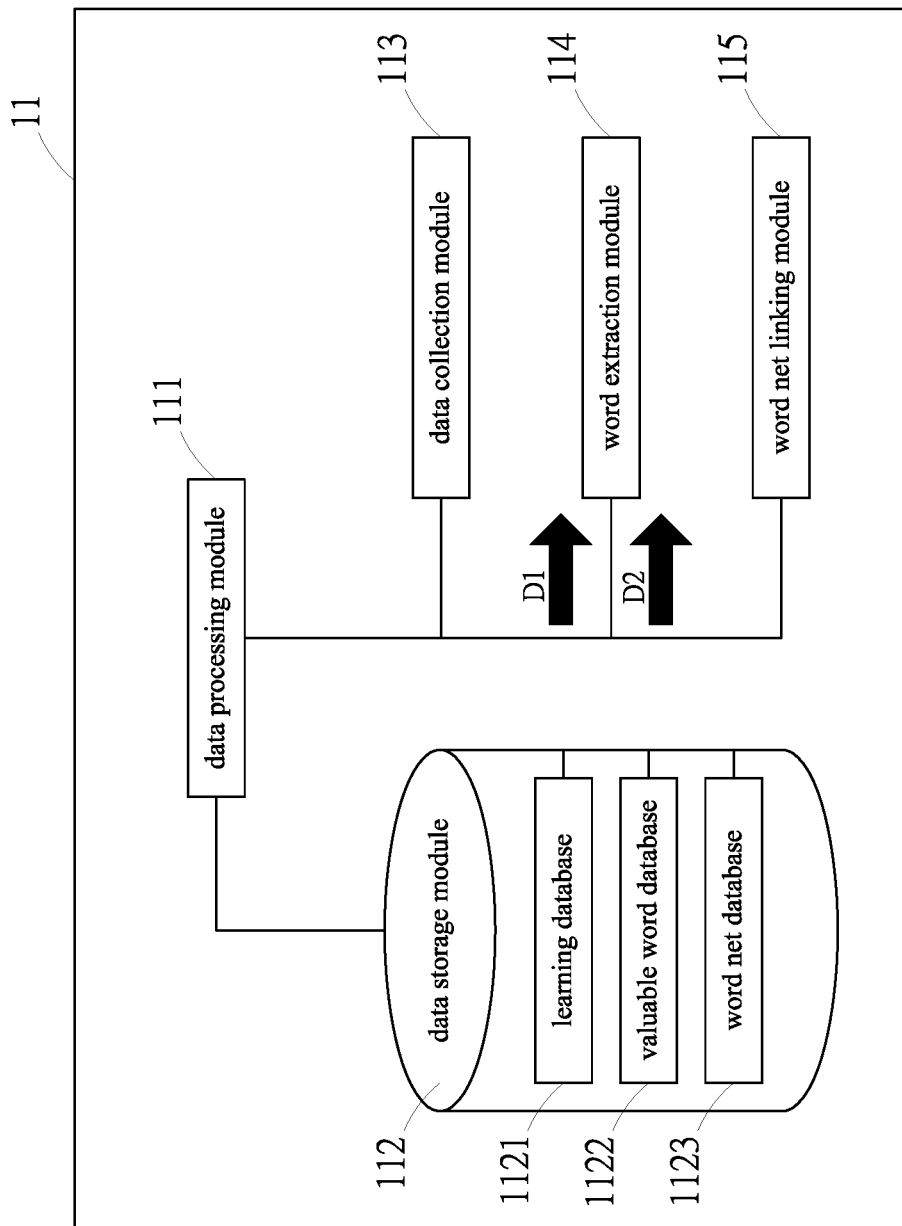 11
111
data processing module
112
data storage module
1121
learning database
1122
valuable word database
1123
word net database
113
data collection module
D1
114
word extraction module
D2
115
word net linking module